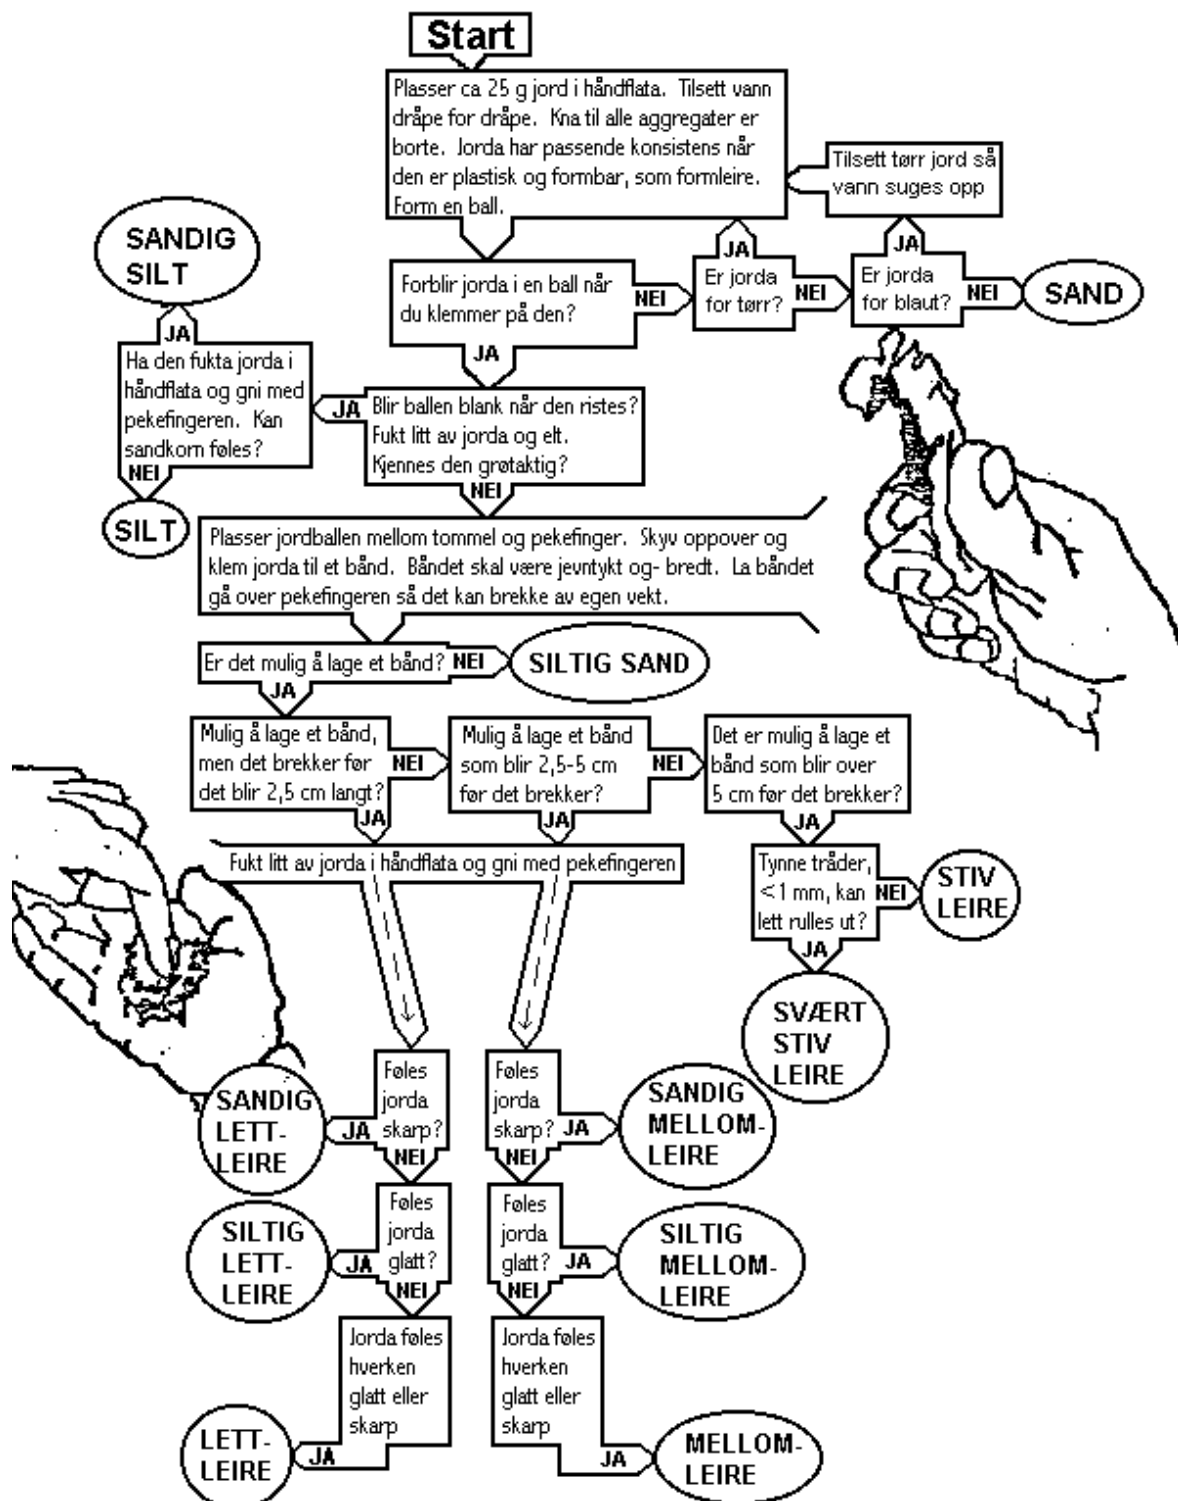 Start
Plasser ca 25 g jord i håndflata. Tilsett vann
dråpe for dråpe. Kna til alle aggregater er
borte. Jorda har passende konsistens når
den er plastisk og formbar, som formleire.
Form en ball.
Tilsett tørr jord så
vann suges opp
JA
JA
Forblir jorda i en ball når
du klemmer på den?
NEI
Er jorda
for tørr?
NEI
Er jorda
for blaut?
NEI
SAND
SANDIG
SILT
JA
JA
Ha den fukta jorda i
håndflata og gni med
pekefingeren. Kan
sandkorn føles?
JA
Blir ballen blank når den ristes?
Fukt litt av jorda og elt.
Kjennes den grøtaktig?
NEI
NEI
SILT
Plasser jordballen mellom tommel og pekefinger. Skyv oppover og
klem jorda til et bånd. Båndet skal være jevntykt og- bredt. La båndet
gå over pekefingeren så det kan brekke av egen vekt.
Er det mulig å lage et bånd?
NEI
SILTIG SAND
JA
Mulig å lage et bånd,
men det brekker før
det blir 2,5 cm langt?
NEI
Mulig å lage et bånd
som blir 2,5-5 cm
før det brekker?
NEI
Det er mulig å lage et
bånd som blir over
5 cm før det brekker?
JA
JA
JA
Fukt litt av jorda i håndflata og gni med pekefingeren
Tynne tråder,
<1 mm, kan
lett rulles ut?
NEI
STIV
LEIRE
JA
SVÆRT
STIV
LEIRE
Føles
jorda
skarp?
JA
SANDIG
LETT-
LEIRE
NEI
Føles
jorda
skarp?
JA
SANDIG
MELLOM-
LEIRE
NEI
Føles
jorda
glatt?
JA
SILTIG
LETT-
LEIRE
NEI
Føles
jorda
glatt?
JA
SILTIG
MELLOM-
LEIRE
NEI
Jorda føles
hverken
glatt eller
skarp
JA
LETT-
LEIRE
Jorda føles
hverken
glatt eller
skarp
JA
MELLOM-
LEIRE